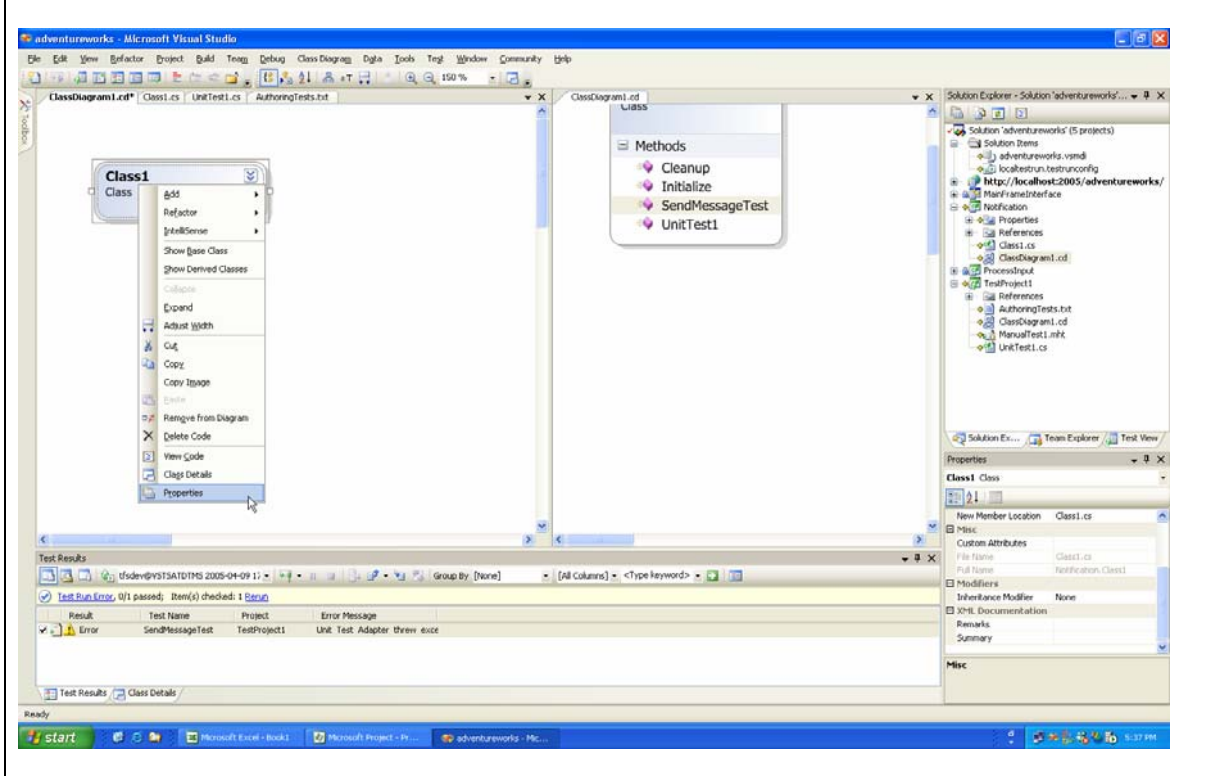 adventureworks - Microsoft Visual Studio
File Edit View Refactor Project Build Team Debug Class Diagram Data Tools Test Window Community Help
150 %
ClassDiagram1.cd* Class1.cs UnitTest1.cs AuthoringTests.txt
Toolbox
Class1
Class
Add
Refactor
IntelliSense
Show Base Class
Show Derived Classes
Collapse
Expand
Adjust Width
Cut
Copy
Copy Image
Paste
Remove from Diagram
Delete Code
View Code
Class Details
Properties
ClassDiagram1.cd
Class
Methods
Cleanup
Initialize
SendMessageTest
UnitTest1
Solution Explorer - Solution 'adventureworks'...
Solution 'adventureworks' (5 projects)
Solution Items
adventureworks.vsmdi
localtestrun.testrunconfig
http://localhost:2005/adventureworks/
MainFrameInterface
Notification
Properties
References
Class1.cs
ClassDiagram1.cd
ProcessInput
TestProject1
References
AuthoringTests.txt
ClassDiagram1.cd
ManualTest1.mht
UnitTest1.cs
Solution Ex... Team Explorer Test View
Properties
Class1 Class
New Member Location Class1.cs
Misc
Custom Attributes
File Name Class1.cs
Full Name Notification.Class1
Modifiers
Inheritance Modifier None
XML Documentation
Remarks
Summary
Misc
Test Results
tfsdev@VSTSATDTMS 2005-04-09 17 Group By [None] [All Columns] <Type keyword>
Test Run Error, 0/1 passed; Item(s) checked: 1 Rerun
Result Test Name Project Error Message
Error SendMessageTest TestProject1 Unit Test Adapter threw exce
Test Results Class Details
Ready
start Microsoft Excel - Book1 Microsoft Project - Pr... adventureworks - Mic... 5:37 PM